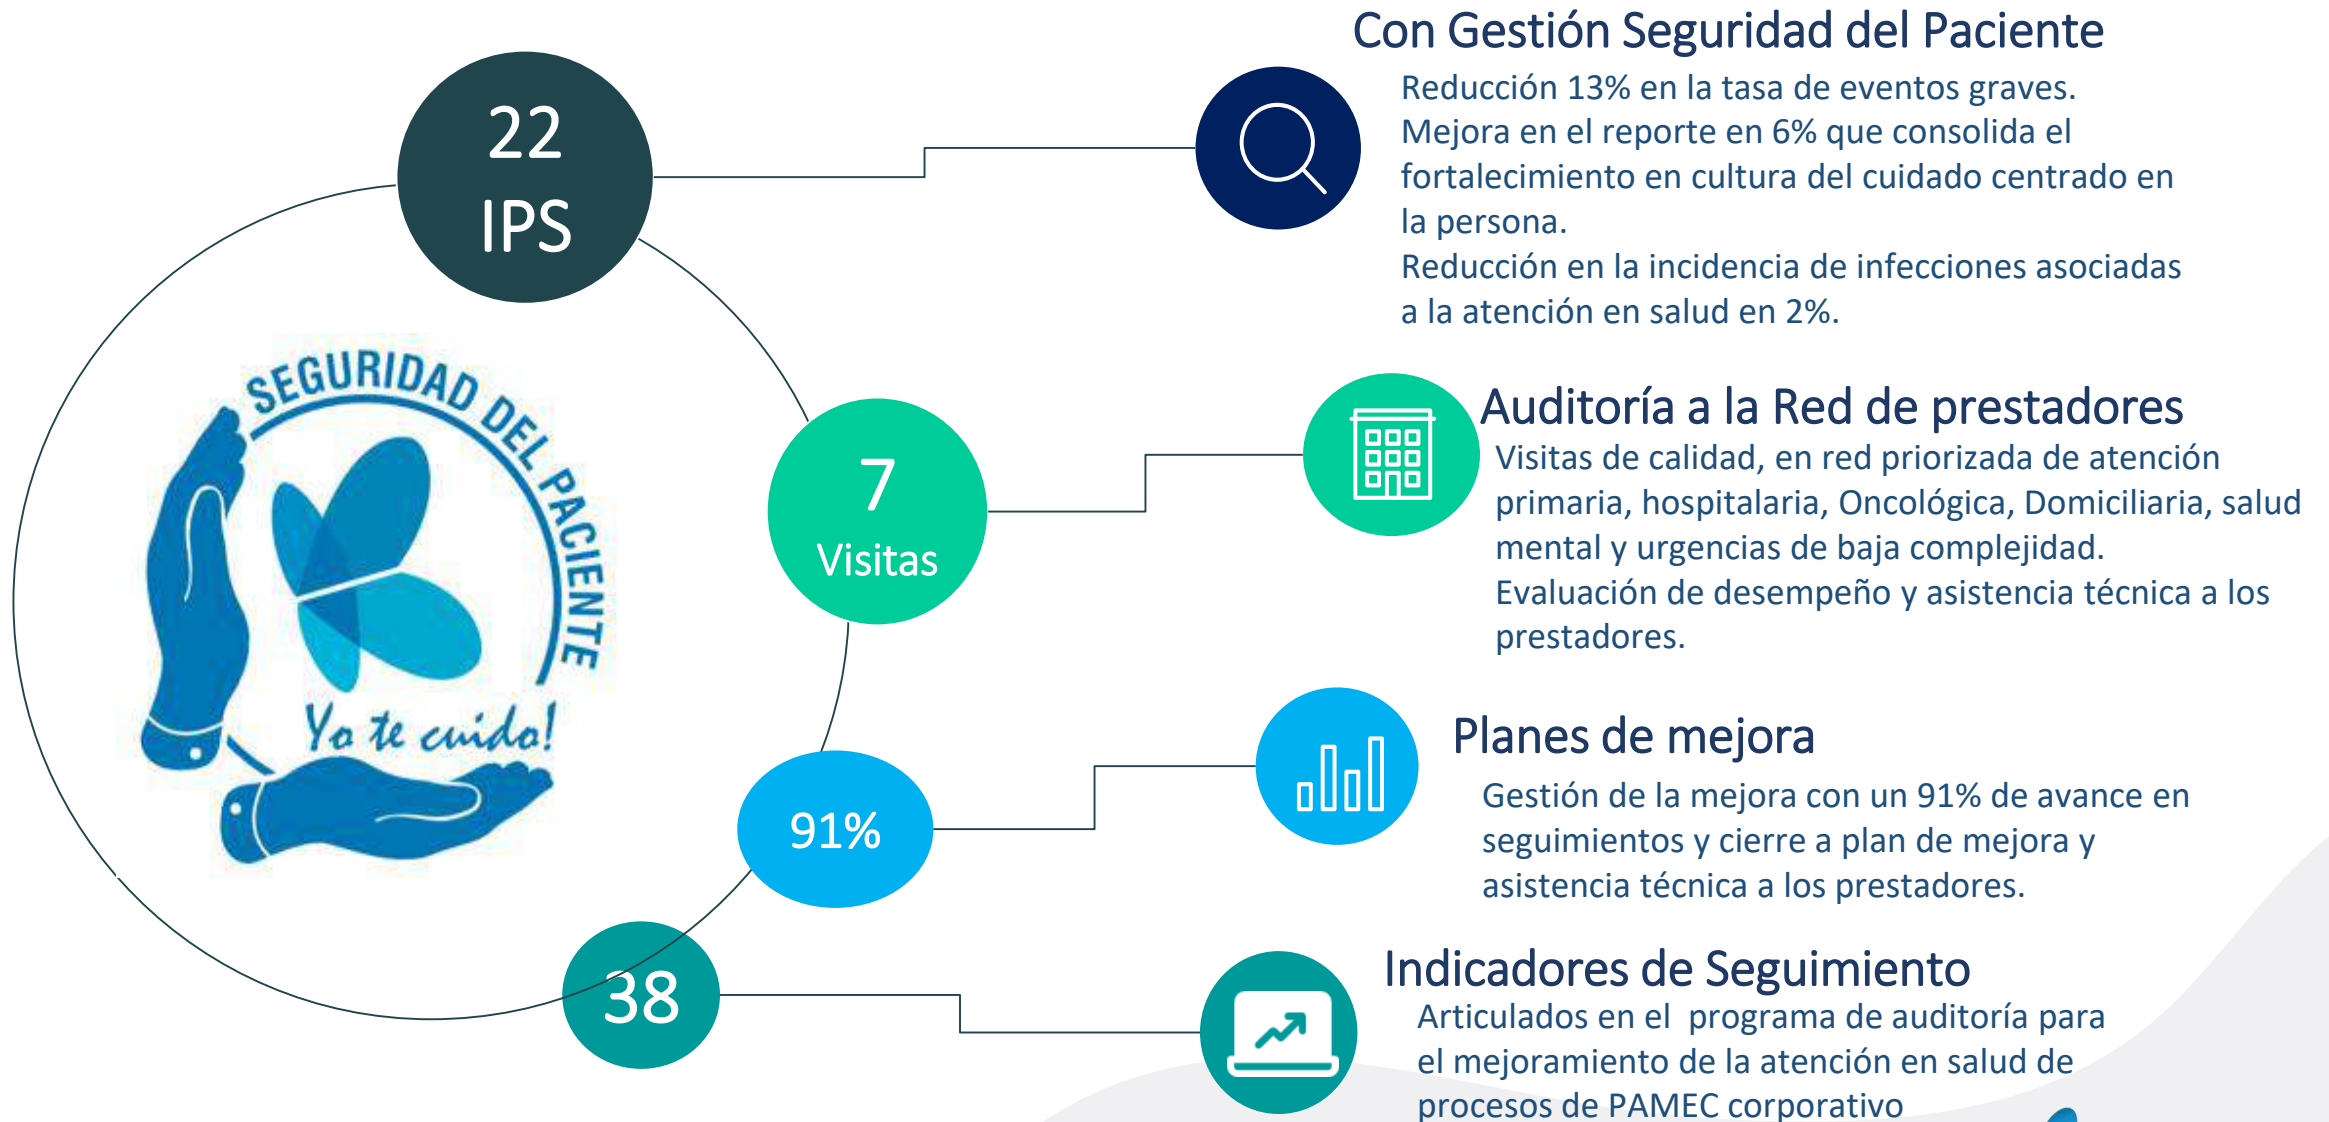 22
IPS
Con Gestión Seguridad del Paciente
Reducción 13% en la tasa de eventos graves.
Mejora en el reporte en 6% que consolida el
fortalecimiento en cultura del cuidado centrado en
la persona.
Reducción en la incidencia de infecciones asociadas
a la atención en salud en 2%.
SEGURIDAD DEL PACIENTE
Yo te cuido!
7
Visitas
Auditoría a la Red de prestadores
Visitas de calidad, en red priorizada de atención
primaria, hospitalaria, Oncológica, Domiciliaria, salud
mental y urgencias de baja complejidad.
Evaluación de desempeño y asistencia técnica a los
prestadores.
91%
Planes de mejora
Gestión de la mejora con un 91% de avance en
seguimientos y cierre a plan de mejora y
asistencia técnica a los prestadores.
38
Indicadores de Seguimiento
Articulados en el  programa de auditoría para
el mejoramiento de la atención en salud de
procesos de PAMEC corporativo